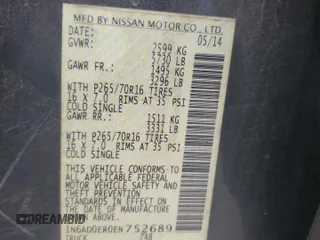 MFD BY NISSAN MOTOR CO., LTD.
05/14
GVWR: 2599 KG
5730 LB
GAWR FR.: 1495 KG
3296 LB
WITH P265/70R16 TIRES
16 X 7.0 RIMS AT 35 PSI
COLD SINGLE
GAWR RR.: 1511 KG
3331 LB
WITH P265/70R16 TIRES
16 X 7.0 RIMS AT 35 PSI
COLD SINGLE
THIS VEHICLE CONFORMS TO
ALL APPLICABLE FEDERAL
MOTOR VEHICLE SAFETY AND
THEFT PREVENTION STANDARDS
IN EFFECT ON THE DATE OF
MANUFACTURE SHOWN ABOVE.
1N6AD0ER0EN752689
TRUCK
DREAMBID